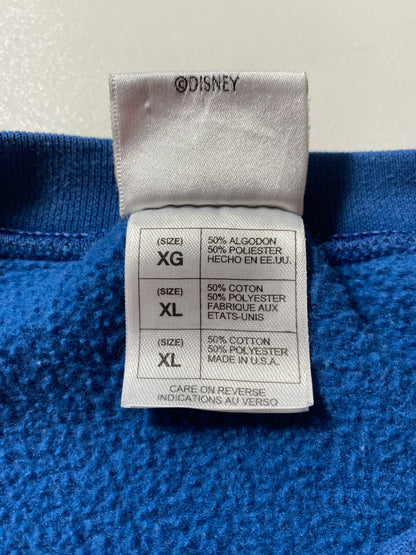 ©DISNEY
(SIZE)
XG
50% ALGODON
50% POLIESTER
HECHO EN EE.UU.
(SIZE)
XL
50% COTON
50% POLYESTER
FABRIQUE AUX
ETATS-UNIS
(SIZE)
XL
50% COTTON
50% POLYESTER
MADE IN U.S.A.
CARE ON REVERSE
INDICATIONS AU VERSO